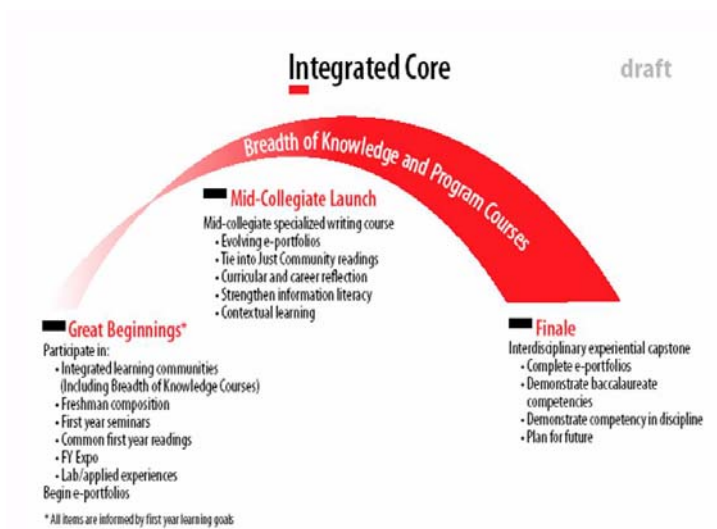 Integrated Core
draft
Breadth of Knowledge and Program Courses
Mid-Collegiate Launch
Mid-collegiate specialized writing course
• Evolving e-portfolios
• Tie into Just Community readings
• Curricular and career reflection
• Strengthen information literacy
• Contextual learning
Great Beginnings*
Participate in:
• Integrated learning communities
(Including Breadth of Knowledge Courses)
• Freshman composition
• First year seminars
• Common first year readings
• FY Expo
• Lab/applied experiences
Begin e-portfolios
* All items are informed by first year learning goals
Finale
Interdisciplinary experiential capstone
• Complete e-portfolios
• Demonstrate baccalaureate
competencies
• Demonstrate competency in discipline
• Plan for future